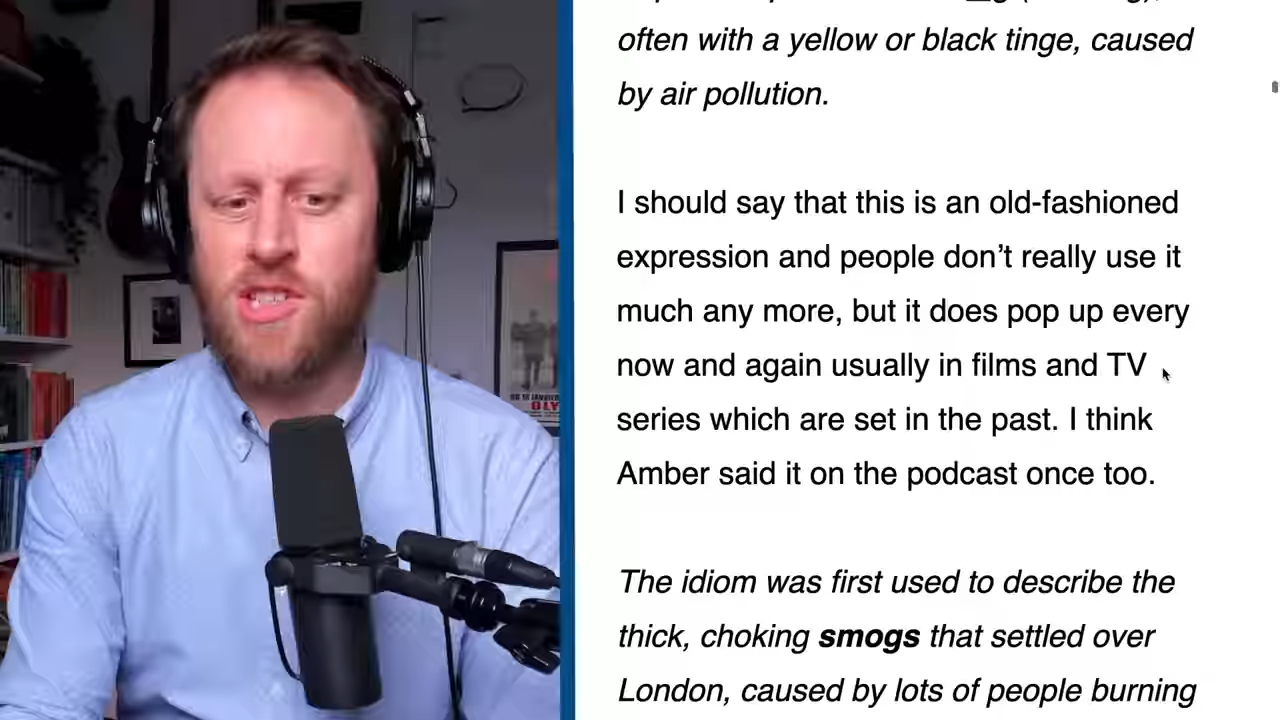 often with a yellow or black tinge, caused
by air pollution.
I should say that this is an old-fashioned
expression and people don’t really use it
much any more, but it does pop up every
now and again usually in films and TV
series which are set in the past. I think
Amber said it on the podcast once too.
The idiom was first used to describe the
thick, choking smogs that settled over
London, caused by lots of people burning
OLY